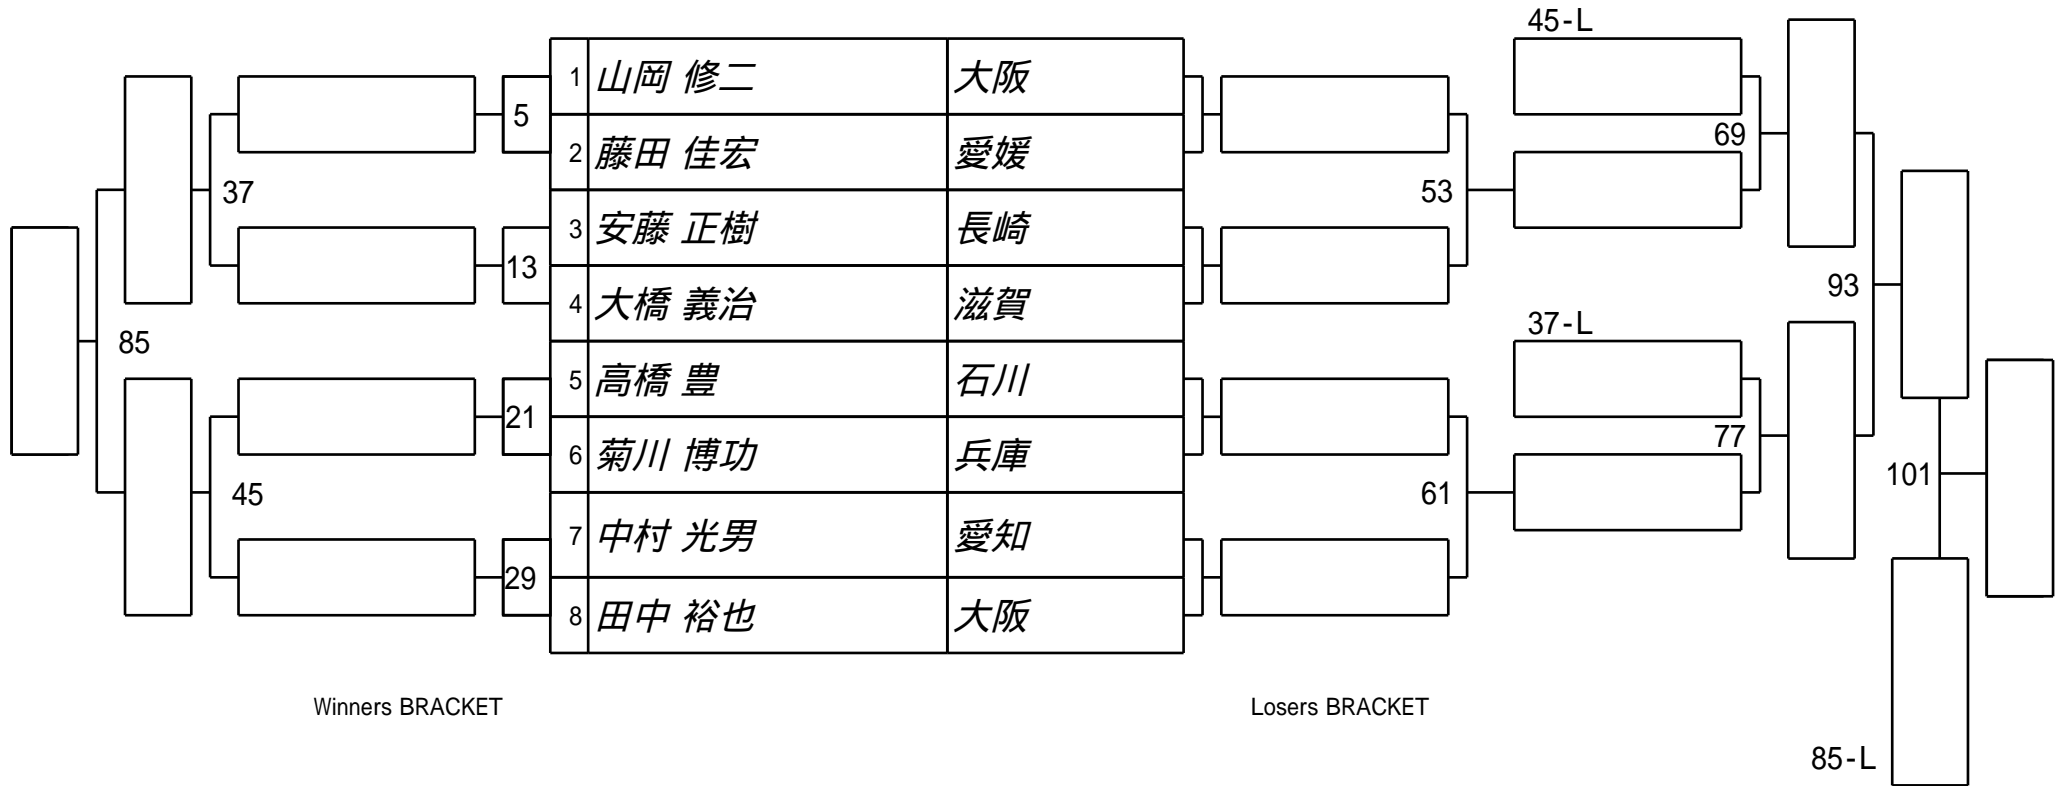 45-L
1 山岡 修二 大阪
5
2 藤田 佳宏 愛媛
69
37
53
3 安藤 正樹 長崎
13
4 大橋 義治 滋賀
93
37-L
85
5 高橋 豊 石川
21
77
6 菊川 博功 兵庫
101
45
61
7 中村 光男 愛知
29
8 田中 裕也 大阪
Winners BRACKET
Losers BRACKET
85-L